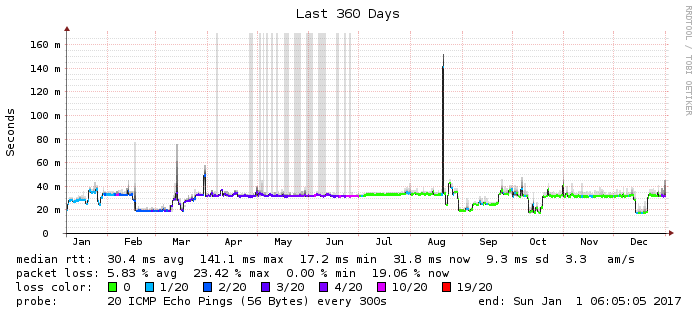 Last 360 Days
RRDTOOL / TOBI OETIKER
Seconds
160 m
140 m
120 m
100 m
80 m
60 m
40 m
20 m
0
Jan Feb Mar Apr May Jun Jul Aug Sep Oct Nov Dec
median rtt: 30.4 ms avg 141.1 ms max 17.2 ms min 31.8 ms now 9.3 ms sd 3.3 am/s
packet loss: 5.83 % avg 23.42 % max 0.00 % min 19.06 % now
loss color: 0 1/20 2/20 3/20 4/20 10/20 19/20
probe: 20 ICMP Echo Pings (56 Bytes) every 300s end: Sun Jan 1 06:05:05 2017